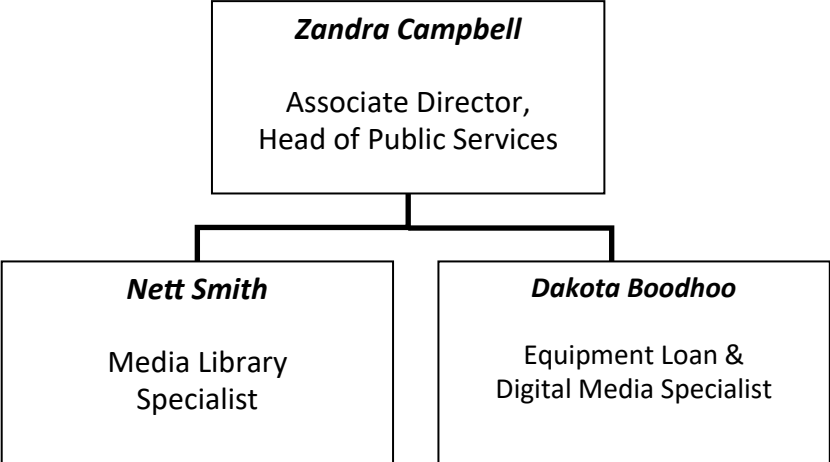 Zandra Campbell
Associate Director,
Head of Public Services
Nett Smith
Media Library
Specialist
Dakota Boodhoo
Equipment Loan &
Digital Media Specialist